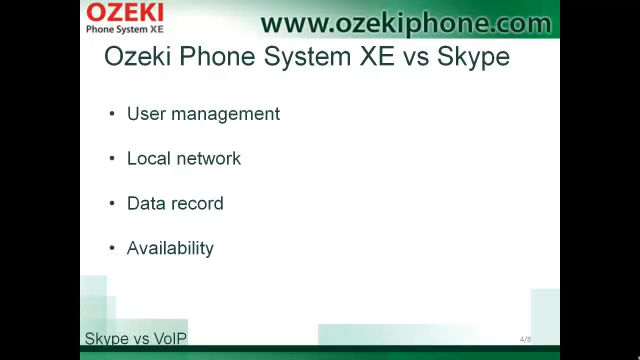 OZEKI
Phone System XE
www.ozekiphone.com
Ozeki Phone System XE vs Skype
• User management
• Local network
• Data record
• Availability
Skype vs VoIP
4/8